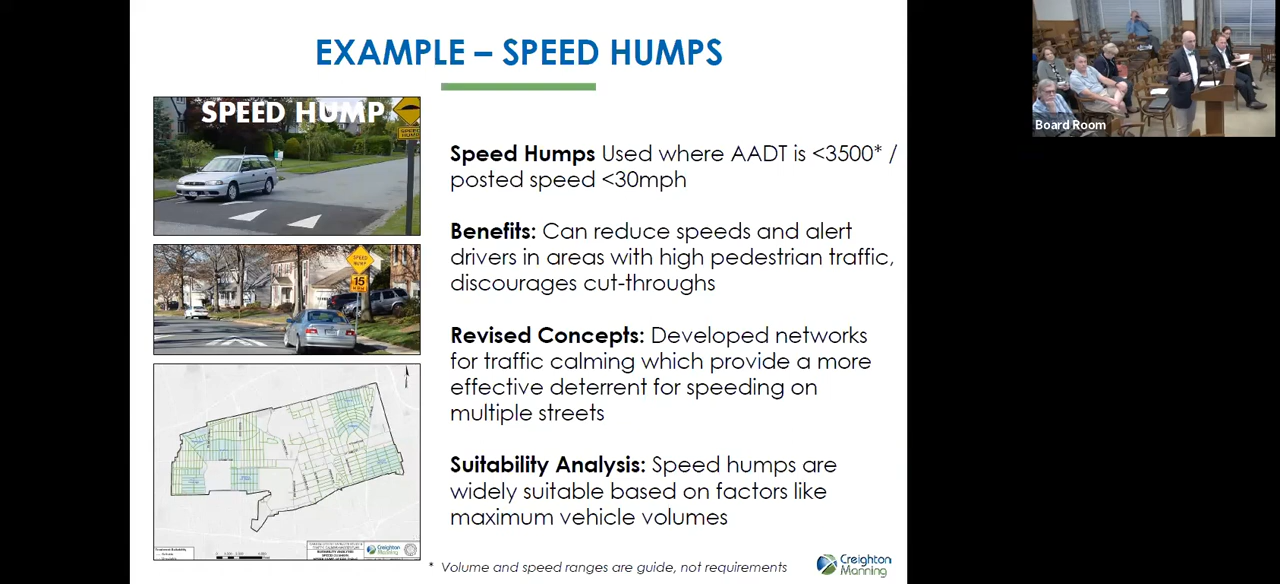 EXAMPLE – SPEED HUMPS
SPEED HUMP
SPEED
HUMP
15
Speed Humps Used where AADT is <3500* /
posted speed <30mph
Benefits: Can reduce speeds and alert
drivers in areas with high pedestrian traffic,
discourages cut-throughs
Revised Concepts: Developed networks
for traffic calming which provide a more
effective deterrent for speeding on
multiple streets
Suitability Analysis: Speed humps are
widely suitable based on factors like
maximum vehicle volumes
* Volume and speed ranges are guide, not requirements
Creighton
Manning
Board Room